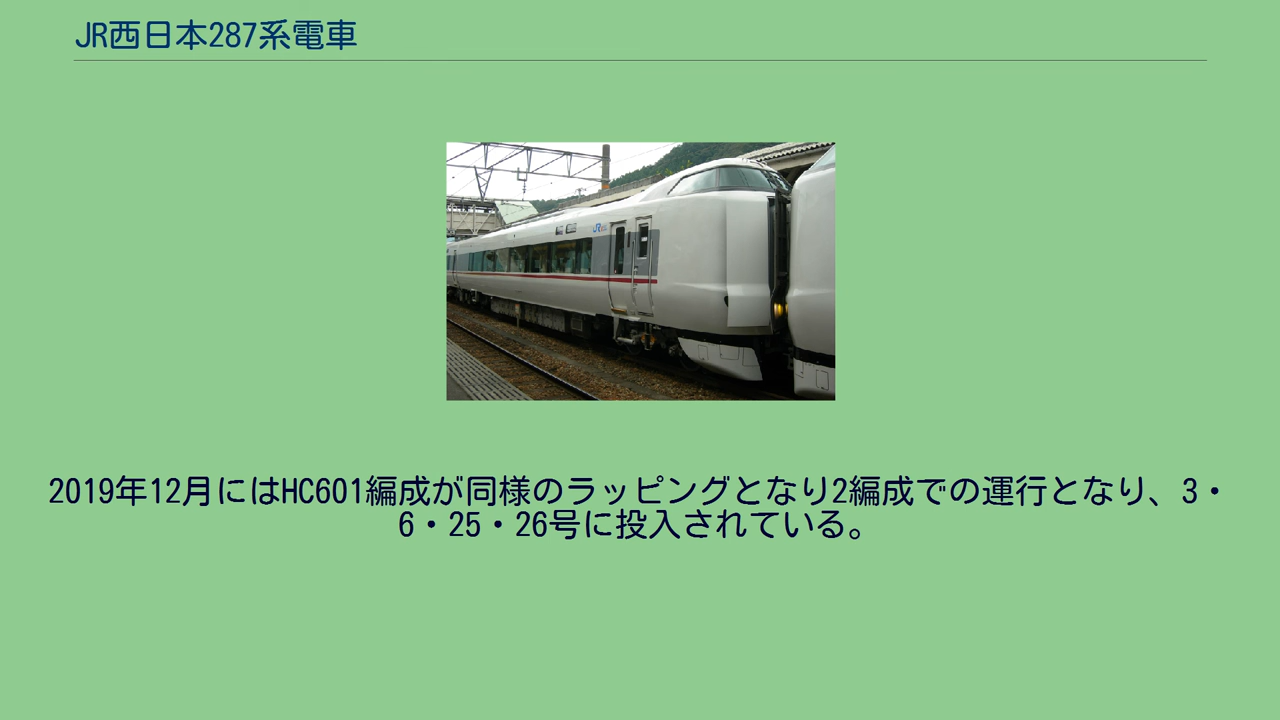 JR西日本287系電車
JR
2019年12月にはHC601編成が同様のラッピングとなり2編成での運行となり、3・
6・25・26号に投入されている。